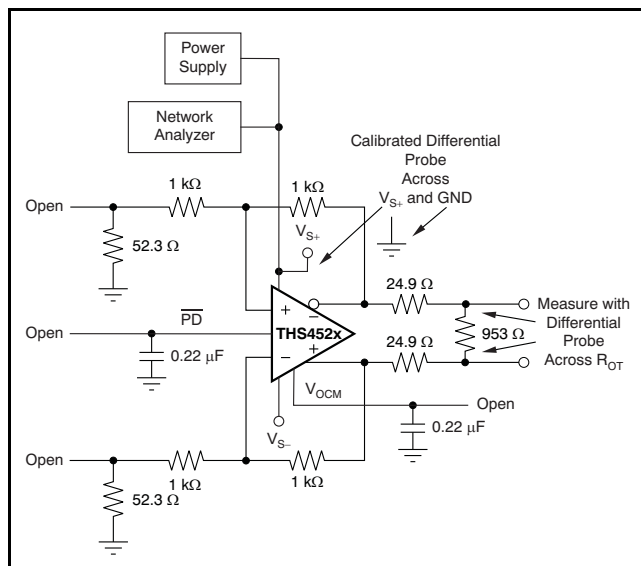 Power
Supply
Network
Analyzer
Calibrated Differential
Probe
Across
V_S+ and GND
1 kΩ
1 kΩ
Open
V_S+
52.3 Ω
24.9 Ω
Measure with
Differential
Probe
Across R_OT
PD
THS452x
+
−
−
+
Open
953 Ω
0.22 µF
24.9 Ω
V_OCM
Open
0.22 µF
V_S−
Open
1 kΩ
1 kΩ
52.3 Ω